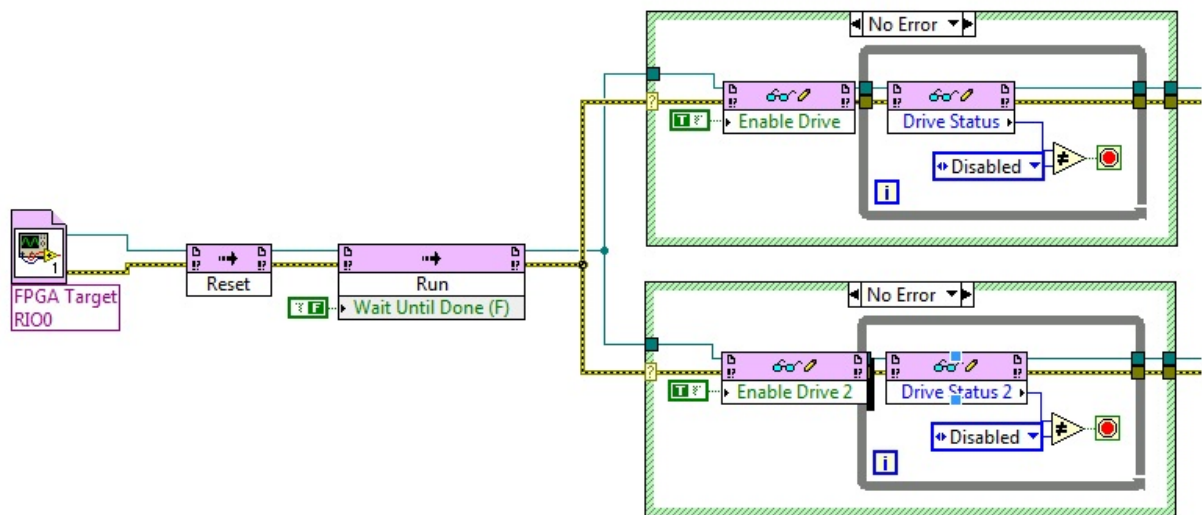 No Error
Enable Drive
T
Drive Status
Disabled
i
1
FPGA Target
RIO0
Reset
Run
F
Wait Until Done (F)
No Error
Enable Drive 2
T
Drive Status 2
Disabled
i